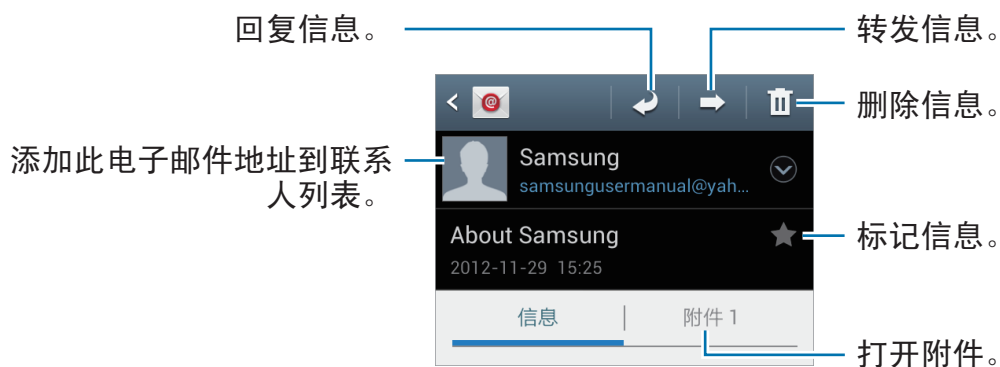 回复信息。
转发信息。
删除信息。
添加此电子邮件地址到联系
人列表。
Samsung
samsungusermanual@yah...
About Samsung
2012-11-29 15:25
标记信息。
信息
附件 1
打开附件。